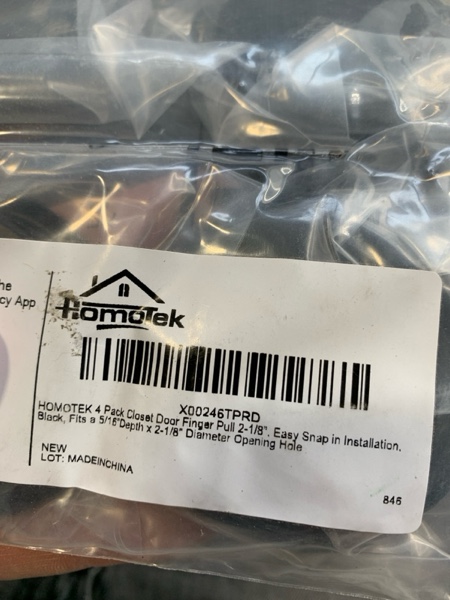 he
cy App
HomoTek
X00246TPRD
HOMOTEK 4 Pack Closet Door Finger Pull 2-1/8", Easy Snap in Installation,
Black, Fits a 5/16"Depth x 2-1/8" Diameter Opening Hole
NEW
LOT: MADEINCHINA
846